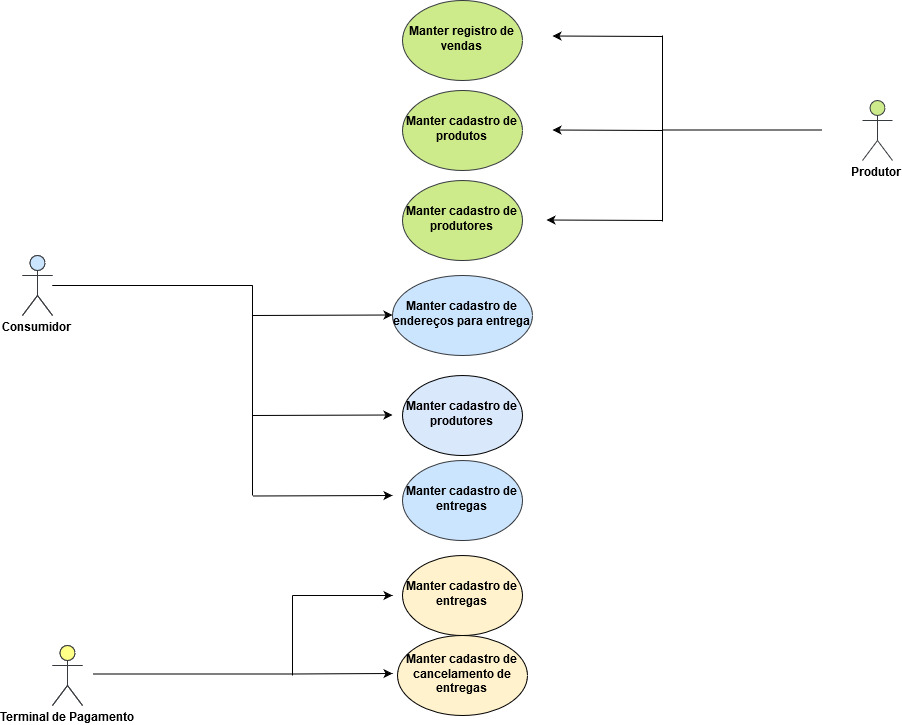 Manter registro de
vendas
Manter cadastro de
produtos
Produtor
Manter cadastro de
produtores
Consumidor
Manter cadastro de
endereços para entrega
Manter cadastro de
produtores
Manter cadastro de
entregas
Manter cadastro de
entregas
Manter cadastro de
cancelamento de
entregas
Terminal de Pagamento